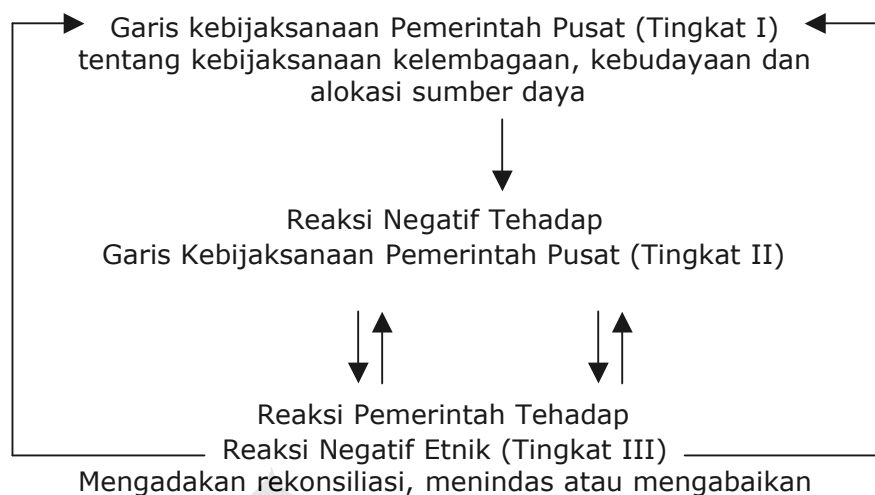 Garis kebijaksanaan Pemerintah Pusat (Tingkat I)
tentang kebijaksanaan kelembagaan, kebudayaan dan
alokasi sumber daya
Reaksi Negatif Tehadap
Garis Kebijaksanaan Pemerintah Pusat (Tingkat II)
Reaksi Pemerintah Tehadap
Reaksi Negatif Etnik (Tingkat III)
Mengadakan rekonsiliasi, menindas atau mengabaikan